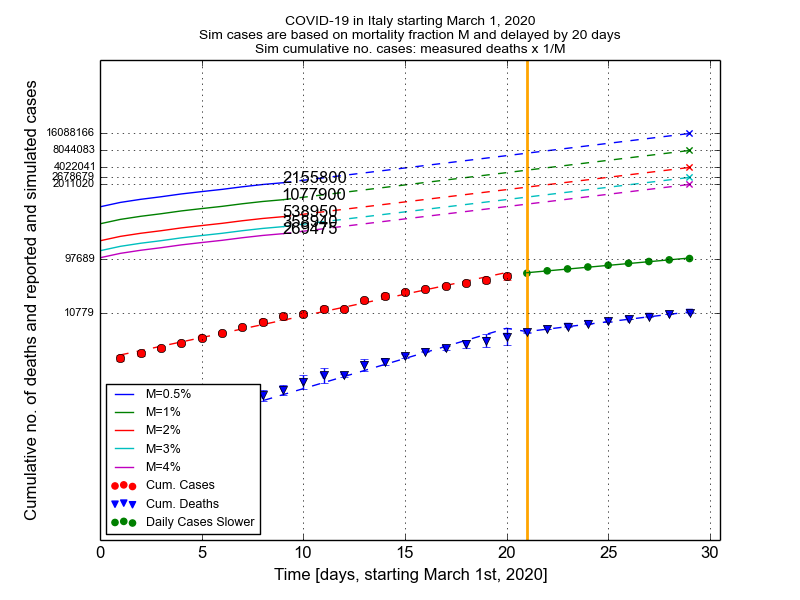 COVID-19 in Italy starting March 1, 2020
Sim cases are based on mortality fraction M and delayed by 20 days
Sim cumulative no. cases: measured deaths x 1/M
Cumulative no. of deaths and reported and simulated cases
16088166
8044083
4022041
2678679
2011020
97689
10779
2155800
1077900
538950
358940
269475
M=0.5%
M=1%
M=2%
M=3%
M=4%
Cum. Cases
Cum. Deaths
Daily Cases Slower
0 5 10 15 20 25 30
Time [days, starting March 1st, 2020]